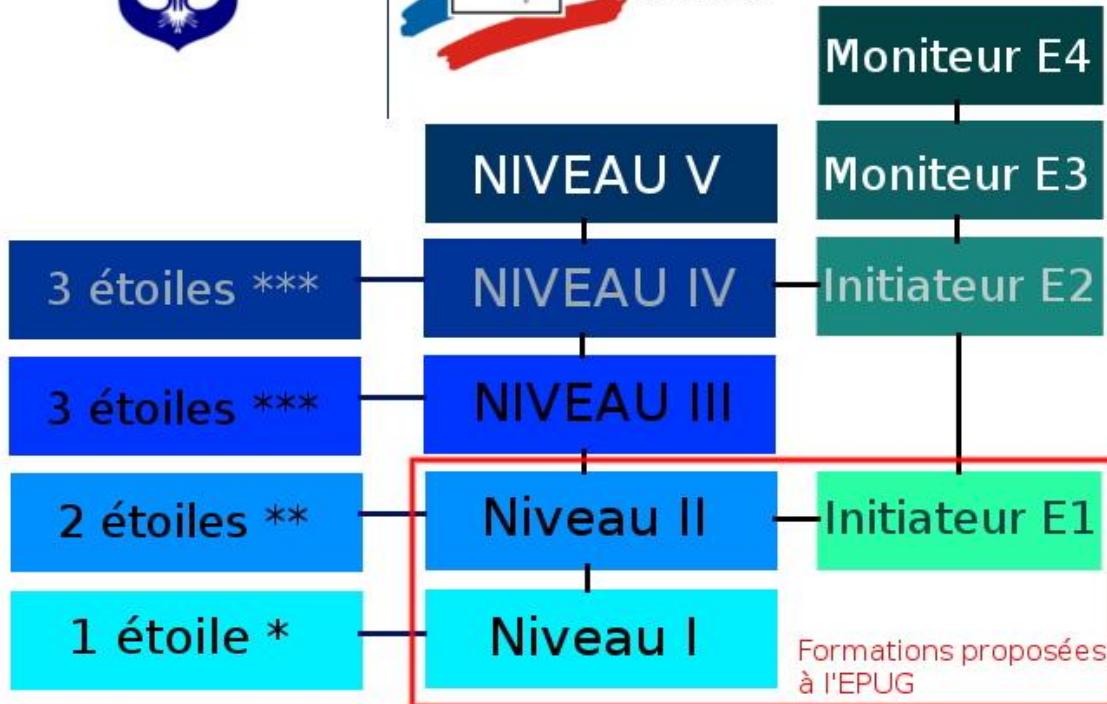 Moniteur E4
NIVEAU V
Moniteur E3
3 étoiles ***
NIVEAU IV
Initiateur E2
3 étoiles ***
NIVEAU III
2 étoiles **
Niveau II
Initiateur E1
1 étoile *
Niveau I
Formations proposées
à l'EPUG